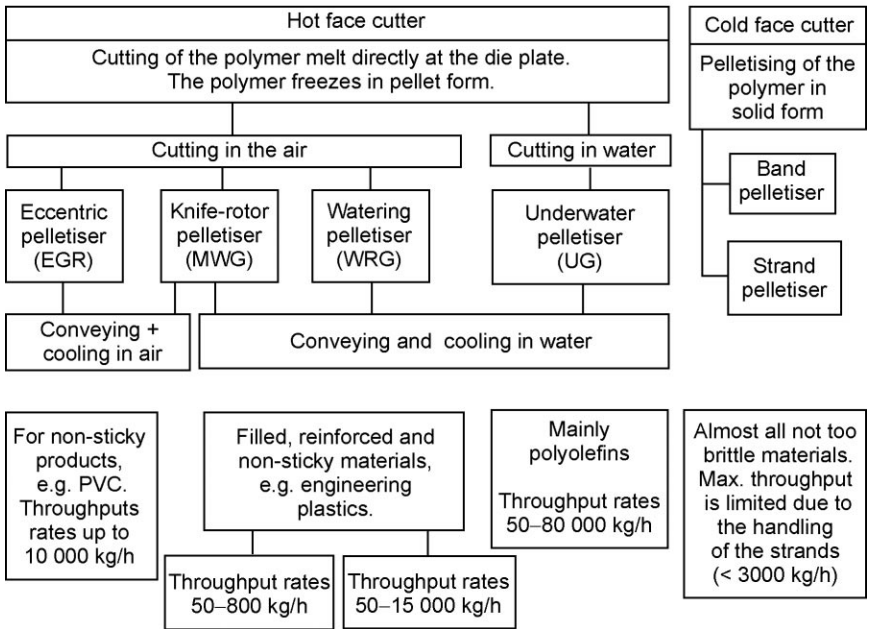 Hot face cutter
Cutting of the polymer melt directly at the die plate.
The polymer freezes in pellet form.
Cold face cutter
Pelletising of the
polymer in
solid form
Cutting in the air
Cutting in water
Band
pelletiser
Strand
pelletiser
Eccentric
pelletiser
(EGR)
Knife-rotor
pelletiser
(MWG)
Watering
pelletiser
(WRG)
Underwater
pelletiser
(UG)
Conveying +
cooling in air
Conveying and cooling in water
For non-sticky
products,
e.g. PVC.
Throughputs
rates up to
10 000 kg/h
Filled, reinforced and
non-sticky materials,
e.g. engineering
plastics.
Throughput rates
50–800 kg/h
Throughput rates
50–15 000 kg/h
Mainly
polyolefins
Throughput rates
50–80 000 kg/h
Almost all not too
brittle materials.
Max. throughput
is limited due to
the handling
of the strands
(< 3000 kg/h)